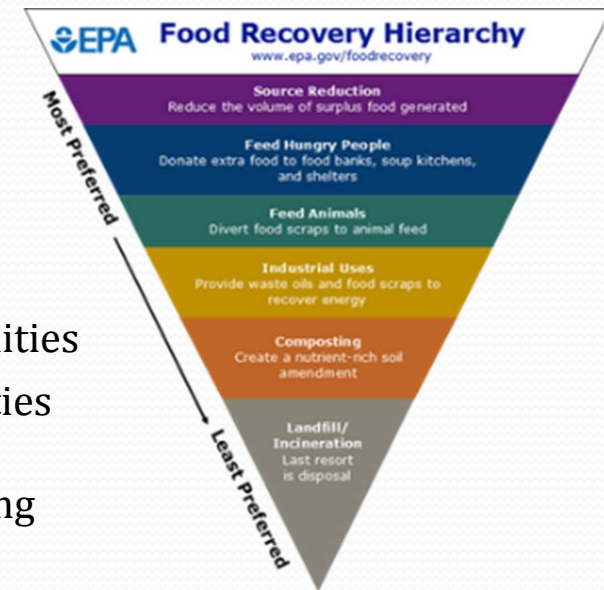 EPA Food Recovery Hierarchy
www.epa.gov/foodrecovery
Source Reduction
Reduce the volume of surplus food generated
Feed Hungry People
Donate extra food to food banks, soup kitchens,
and shelters
Feed Animals
Divert food scraps to animal feed
Industrial Uses
Provide waste oils and food scraps to
recover energy
Composting
Create a nutrient-rich soil
amendment
Landfill/
Incineration
Last resort
is disposal
Most Preferred
Least Preferred
ities
ties
ng